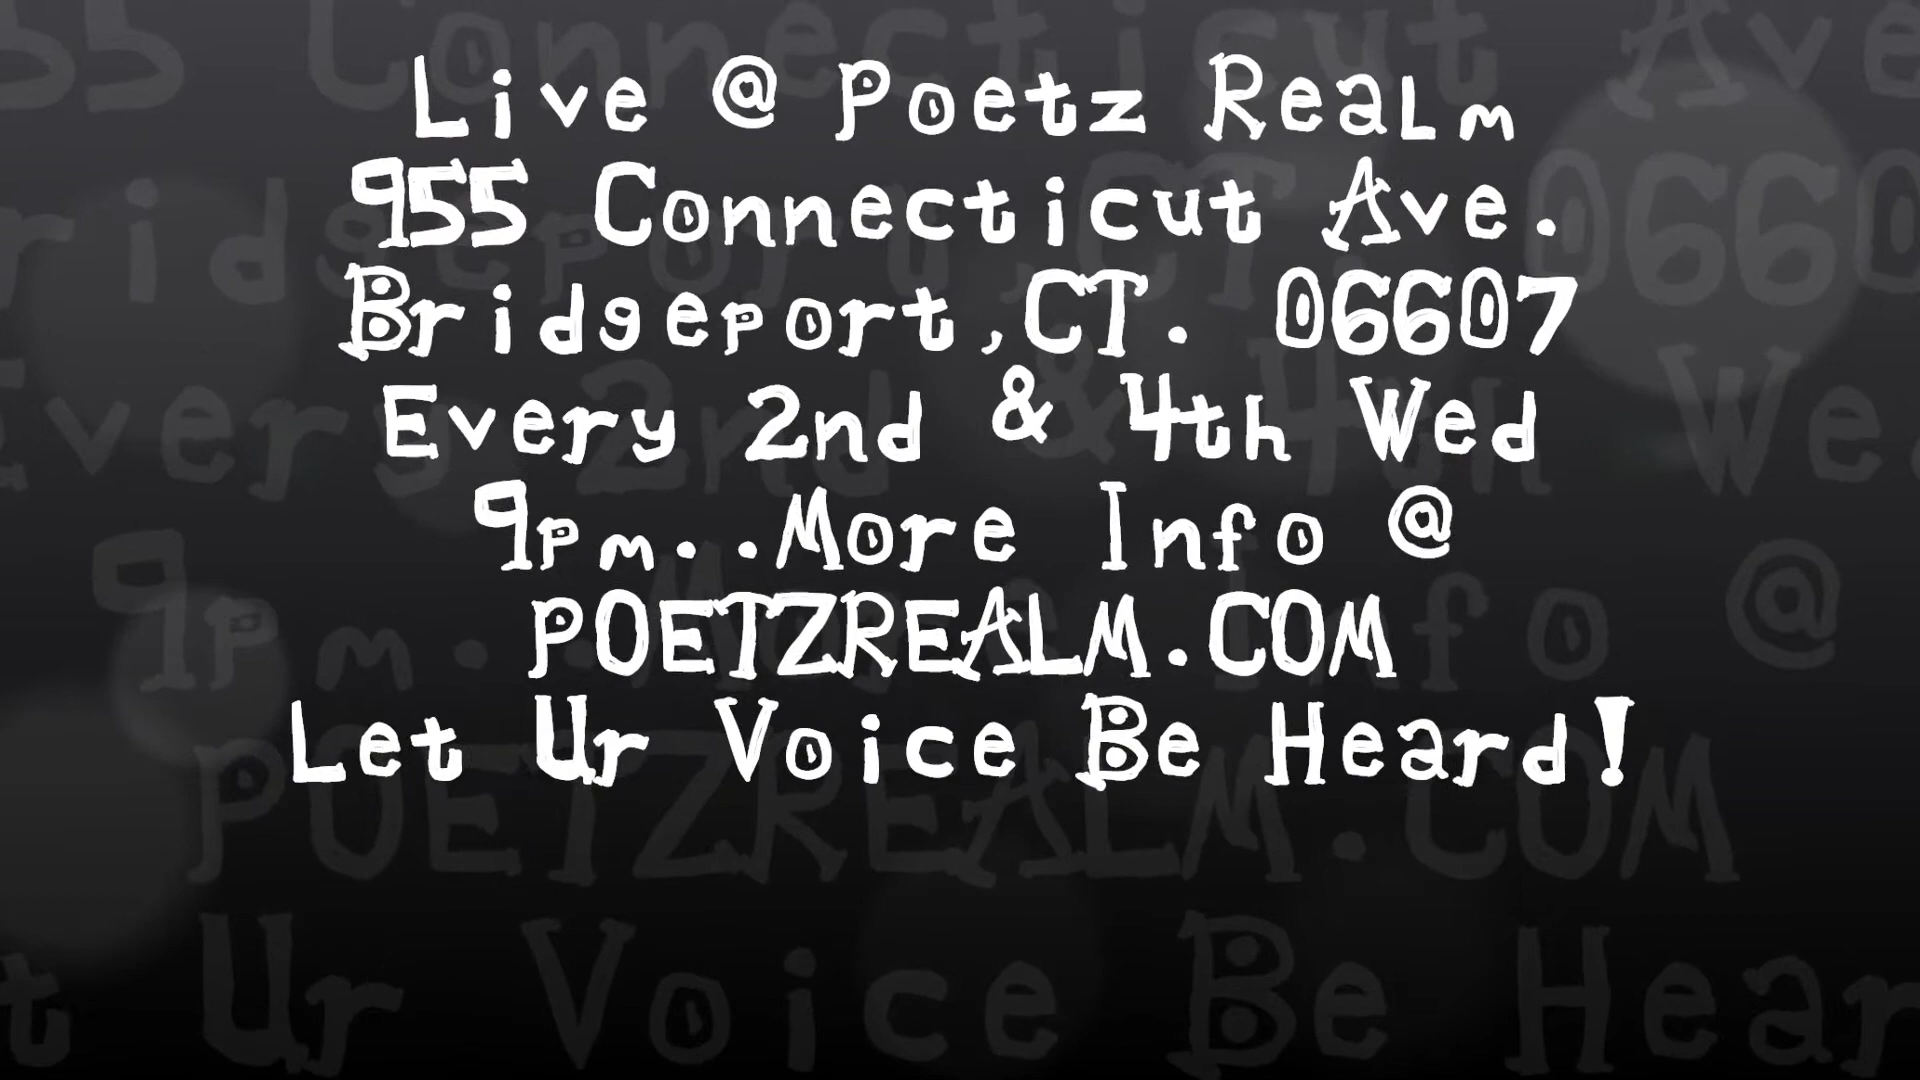 Live @ Poetz Realm
955 Connecticut Ave.
Bridgeport,CT. 06607
Every 2nd & 4th Wed
9pm..More Info @
POETZREALM.COM
Let Ur Voice Be Heard!